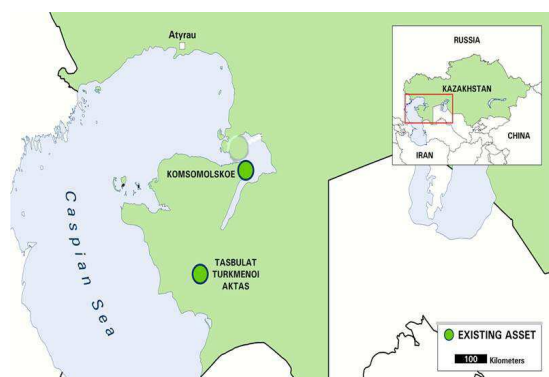 Atyrau
RUSSIA
KAZAKHSTAN
CHINA
IRAN
KOMSOMOLSKOE
Caspian Sea
TASBULAT
TURKMENOI
AKTAS
EXISTING ASSET
100 Kilometers